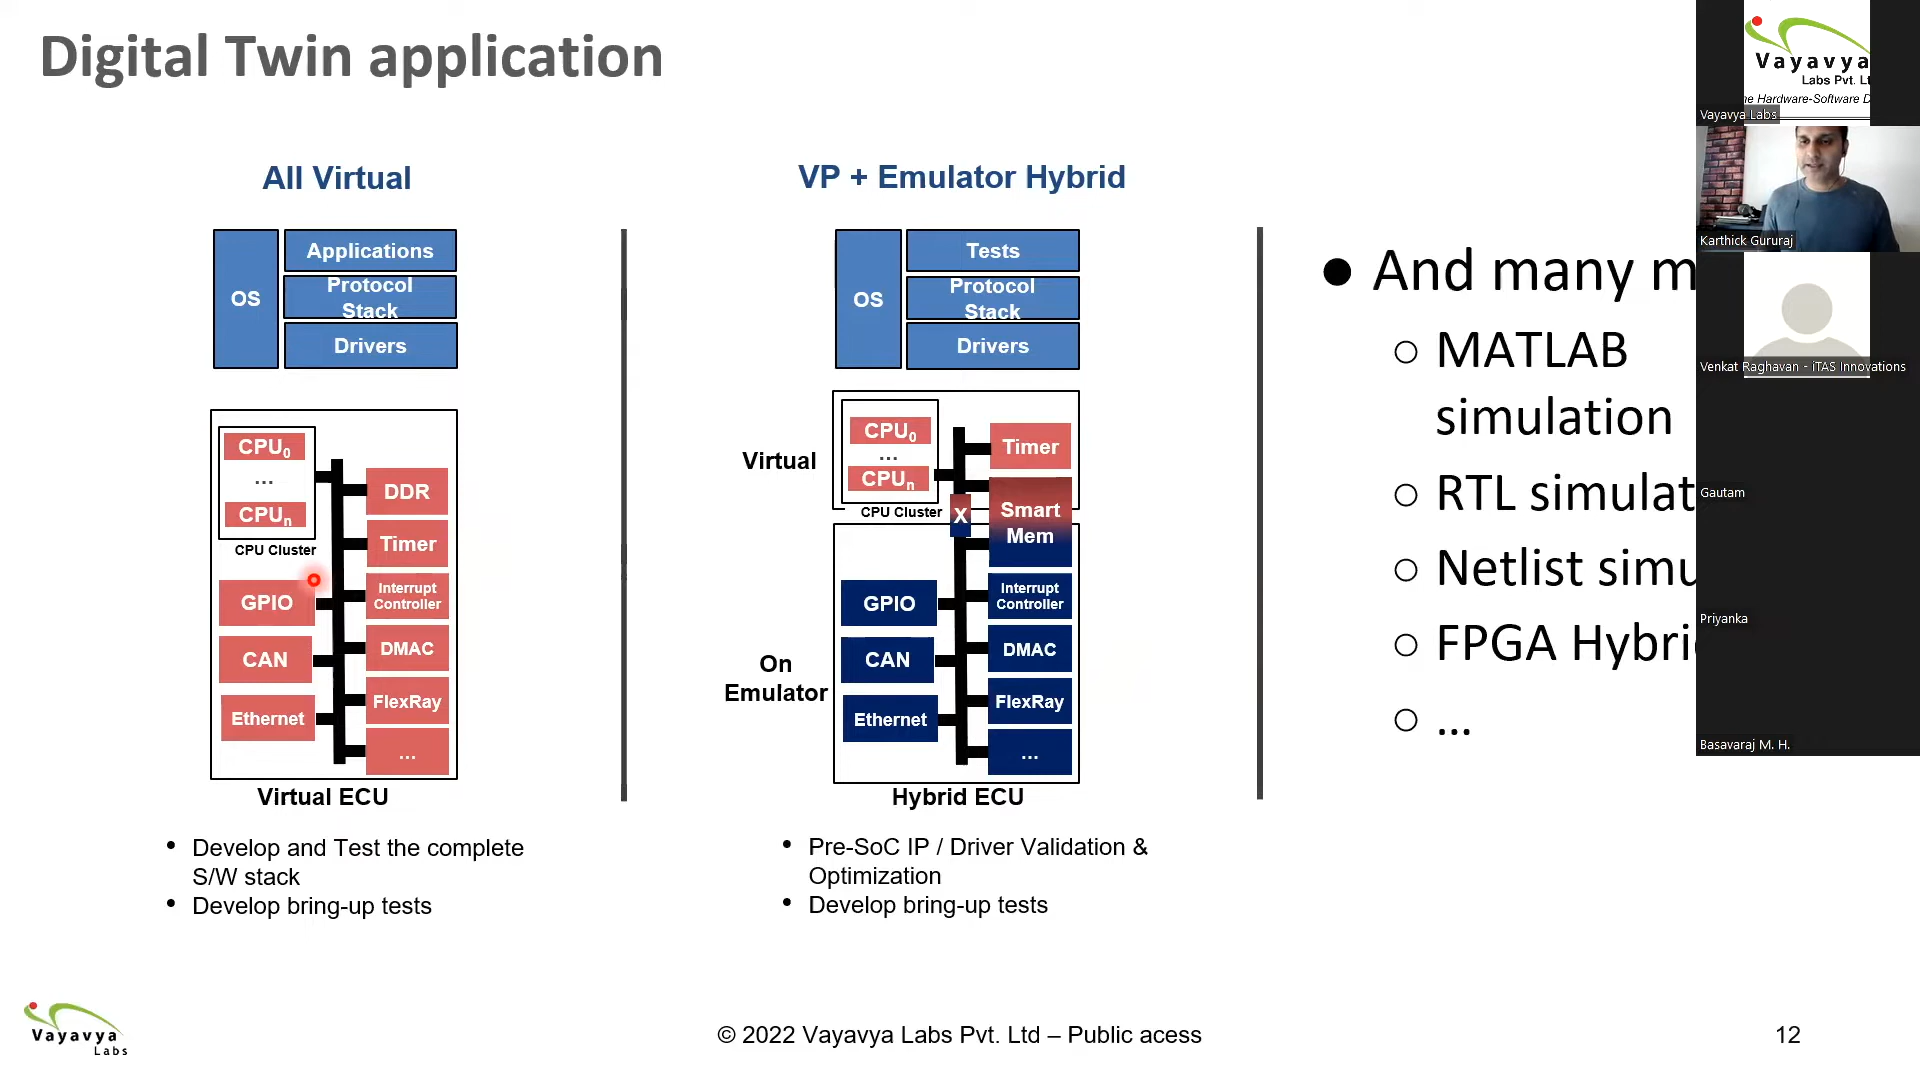 Digital Twin application
All Virtual
OS
Applications
Protocol
Stack
Drivers
CPU0
...
CPUn
CPU Cluster
DDR
Timer
Interrupt
Controller
GPIO
DMAC
CAN
FlexRay
Ethernet
...
Virtual ECU
• Develop and Test the complete
S/W stack
• Develop bring-up tests
VP + Emulator Hybrid
OS
Tests
Protocol
Stack
Drivers
Virtual
CPU0
...
CPUn
CPU Cluster
Timer
X
Smart
Mem
On
Emulator
GPIO
Interrupt
Controller
CAN
DMAC
Ethernet
FlexRay
...
Hybrid ECU
• Pre-SoC IP / Driver Validation &
Optimization
• Develop bring-up tests
● And many m
○ MATLAB
simulation
○ RTL simulat
○ Netlist simu
○ FPGA Hybri
○ ...
Vayavya
Labs Pvt. Lt
ne Hardware-Software D
Vayavya Labs
Karthick Gururaj
Venkat Raghavan - iTAS Innovations
Gautam
Priyanka
Basavaraj M. H.
Vayavya
Labs
© 2022 Vayavya Labs Pvt. Ltd – Public acess
12